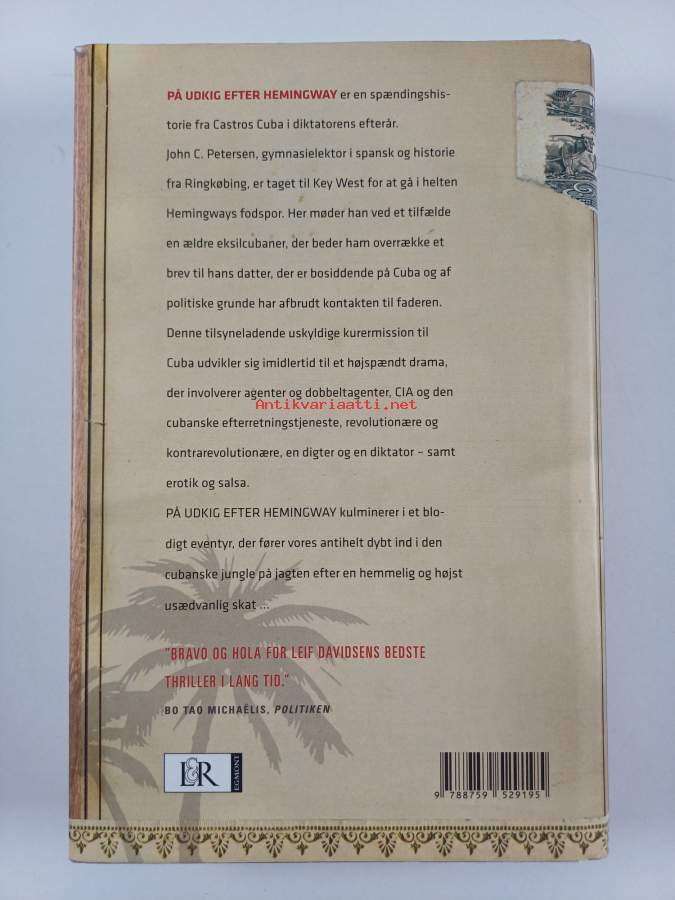 PÅ UDKIG EFTER HEMINGWAY er en spændingshis-
torie fra Castros Cuba i diktatorens efterår.
John C. Petersen, gymnasielektor i spansk og historie
fra Ringkøbing, er taget til Key West for at gå i helten
Hemingways fodspor. Her møder han ved et tilfælde
en ældre eksilcubaner, der beder ham overrække et
brev til hans datter, der er bosiddende på Cuba og af
politiske grunde har afbrudt kontakten til faderen.
Denne tilsyneladende uskyldige kurermission til
Cuba udvikler sig imidlertid til et højspændt drama,
der involverer agenter og dobbeltagenter, CIA og den
Antikvariaatti.net
cubanske efterretningstjeneste, revolutionære og
kontrarevolutionære, en digter og en diktator – samt
erotik og salsa.
PÅ UDKIG EFTER HEMINGWAY kulminerer i et blo-
digt eventyr, der fører vores antihelt dybt ind i den
cubanske jungle på jagten efter en hemmelig og højst
usædvanlig skat ...
"BRAVO OG HOLA FOR LEIF DAVIDSENS BEDSTE
THRILLER I LANG TID."
BO TAO MICHAËLIS, POLITIKEN
L&R
EGMONT
9 788759 529195